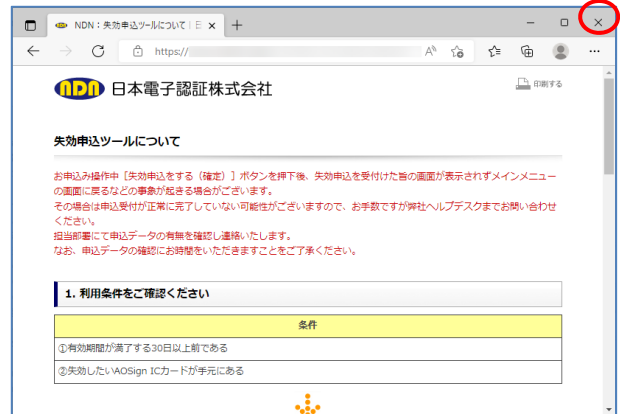 NDN：失効申込ツールについて｜E
https://
NDN 日本電子認証株式会社
印刷する
失効申込ツールについて
お申込み操作中［失効申込をする（確定）］ボタンを押下後、失効申込を受付けた旨の画面が表示されずメインメニュー
の画面に戻るなどの事象が起きる場合がございます。
その場合は申込受付が正常に完了していない可能性がございますので、お手数ですが弊社ヘルプデスクまでお問い合わせ
ください。
担当部署にて申込データの有無を確認し連絡いたします。
なお、申込データの確認にお時間をいただきますことをご了承ください。
1. 利用条件をご確認ください
条件
①有効期間が満了する30日以上前である
②失効したいAOSign ICカードが手元にある